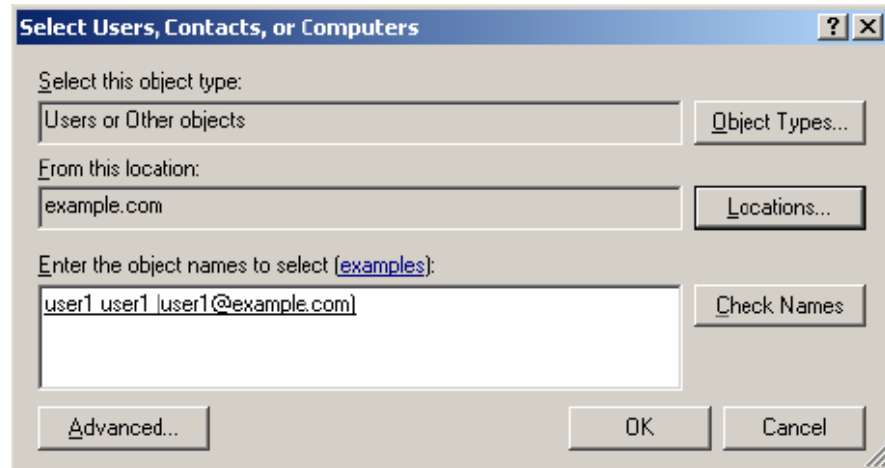 Select Users, Contacts, or Computers
Select this object type:
Users or Other objects
Object Types...
From this location:
example.com
Locations...
Enter the object names to select (examples):
user1 user1 (user1@example.com)
Check Names
Advanced...
OK
Cancel